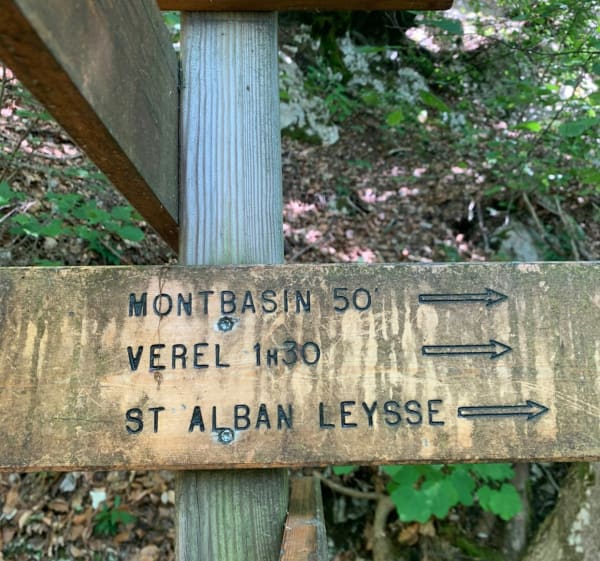 MONTBASIN 50'
VEREL 1H30
ST ALBAN LEYSSE